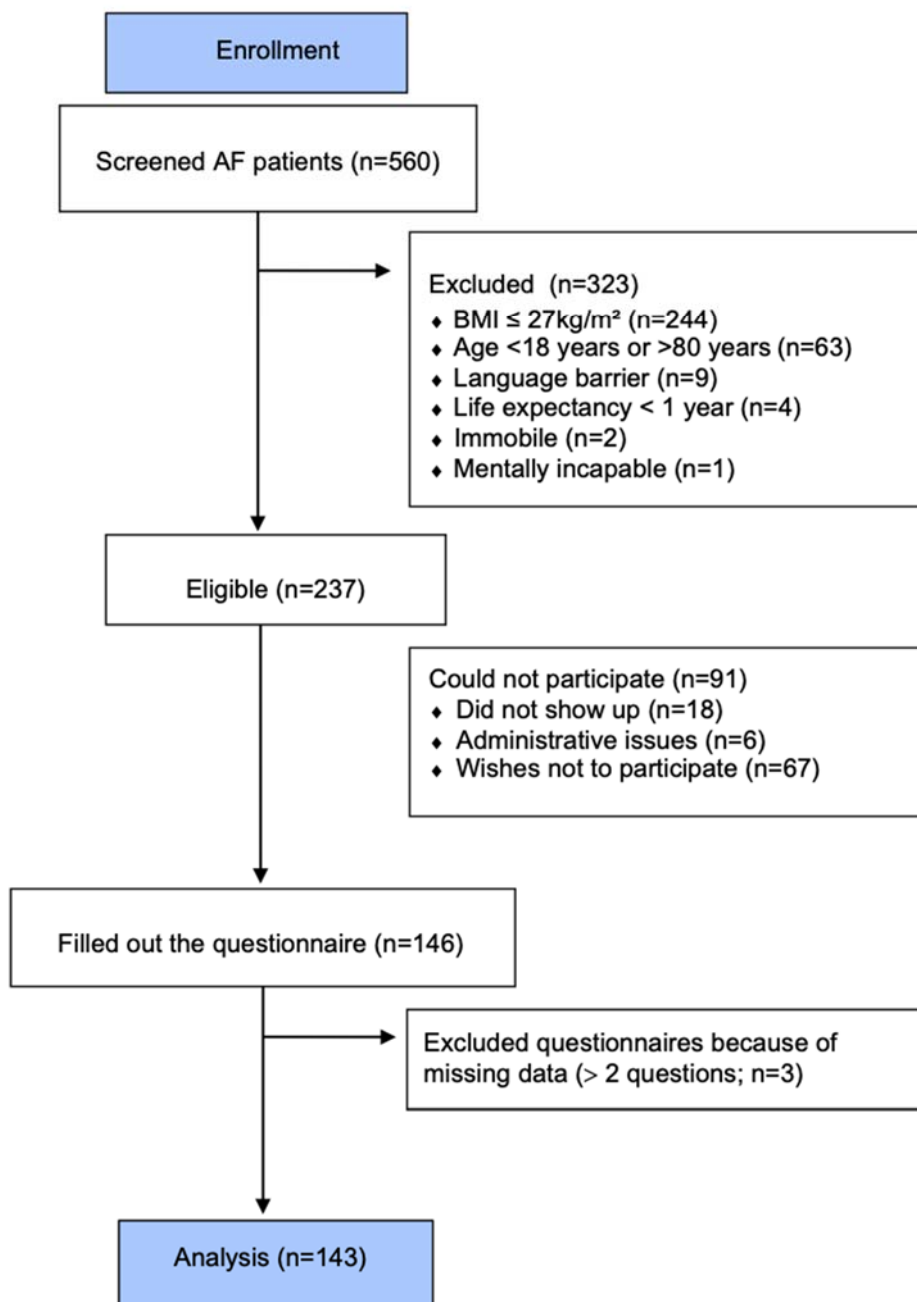 Enrollment
Screened AF patients (n=560)
Excluded (n=323)
♦ BMI ≤ 27kg/m² (n=244)
♦ Age <18 years or >80 years (n=63)
♦ Language barrier (n=9)
♦ Life expectancy < 1 year (n=4)
♦ Immobile (n=2)
♦ Mentally incapable (n=1)
Eligible (n=237)
Could not participate (n=91)
♦ Did not show up (n=18)
♦ Administrative issues (n=6)
♦ Wishes not to participate (n=67)
Filled out the questionnaire (n=146)
Excluded questionnaires because of
missing data (> 2 questions; n=3)
Analysis (n=143)